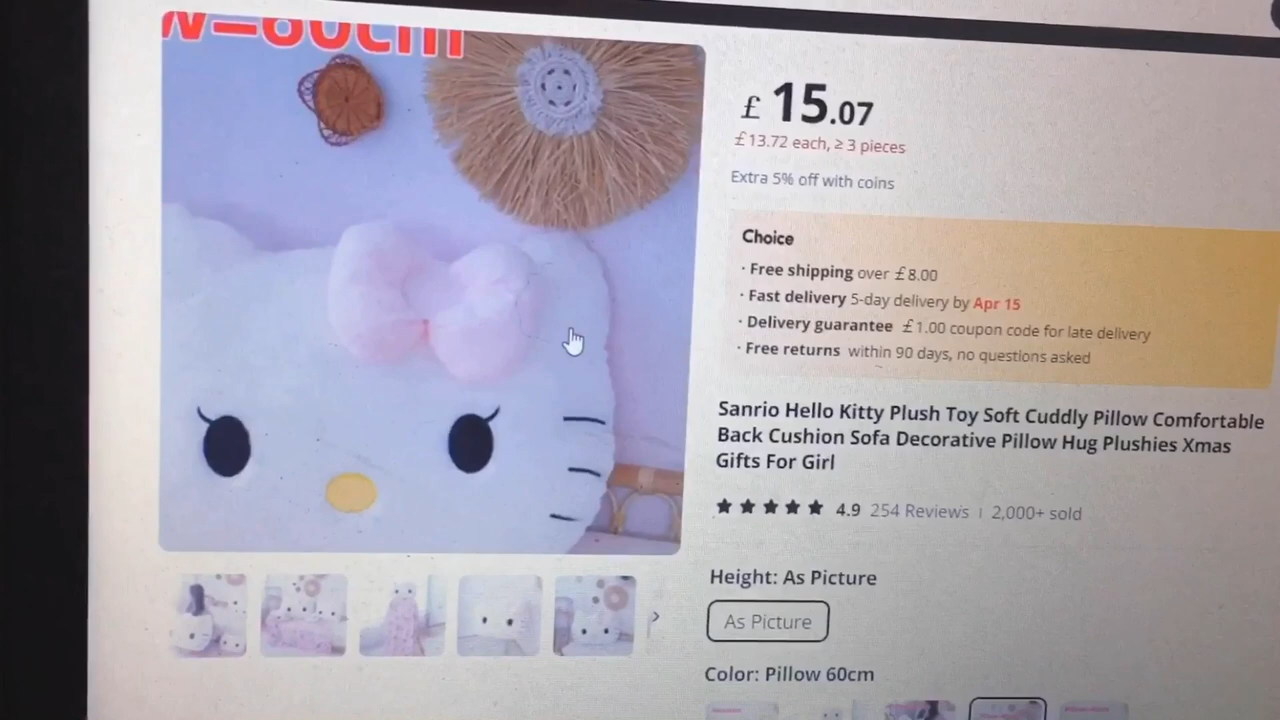 W=60cm
£ 15.07
£13.72 each, ≥ 3 pieces
Extra 5% off with coins
Choice
· Free shipping over £8.00
· Fast delivery 5-day delivery by Apr 15
· Delivery guarantee £1.00 coupon code for late delivery
· Free returns within 90 days, no questions asked
Sanrio Hello Kitty Plush Toy Soft Cuddly Pillow Comfortable
Back Cushion Sofa Decorative Pillow Hug Plushies Xmas
Gifts For Girl
4.9 254 Reviews | 2,000+ sold
Height: As Picture
As Picture
Color: Pillow 60cm